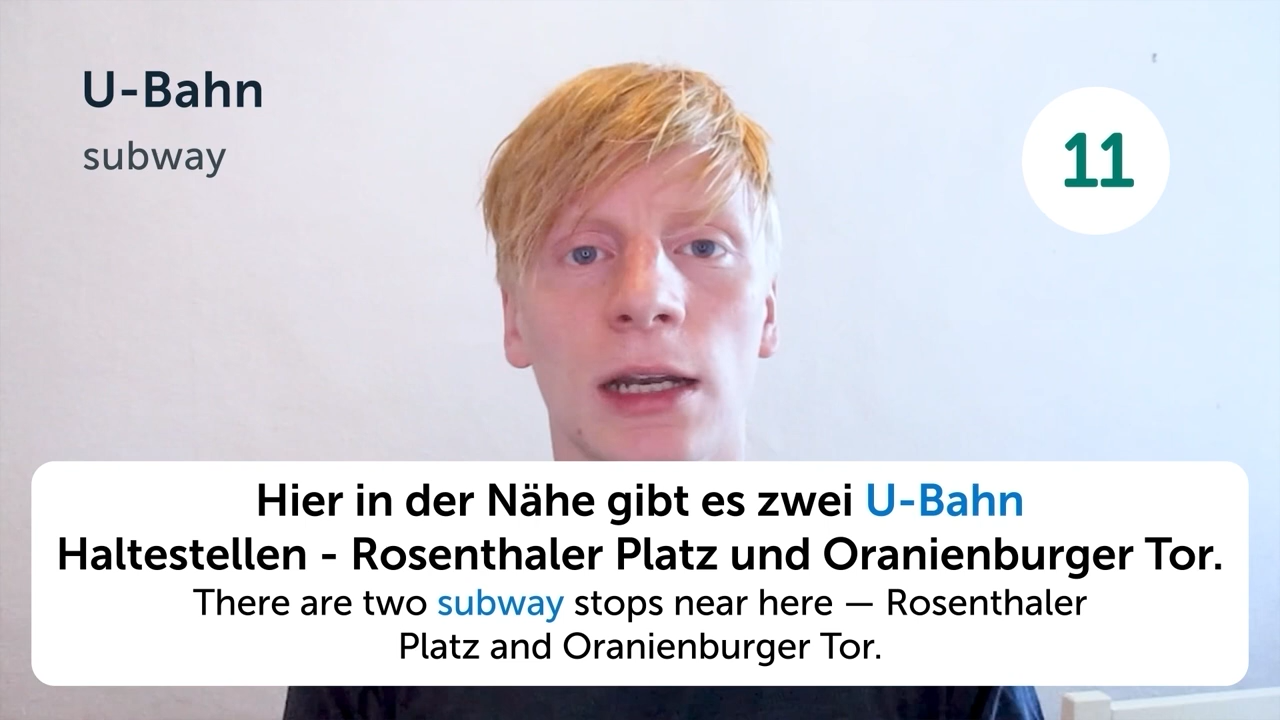 U-Bahn
subway
11
Hier in der Nähe gibt es zwei U-Bahn
Haltestellen - Rosenthaler Platz und Oranienburger Tor.
There are two subway stops near here — Rosenthaler
Platz and Oranienburger Tor.